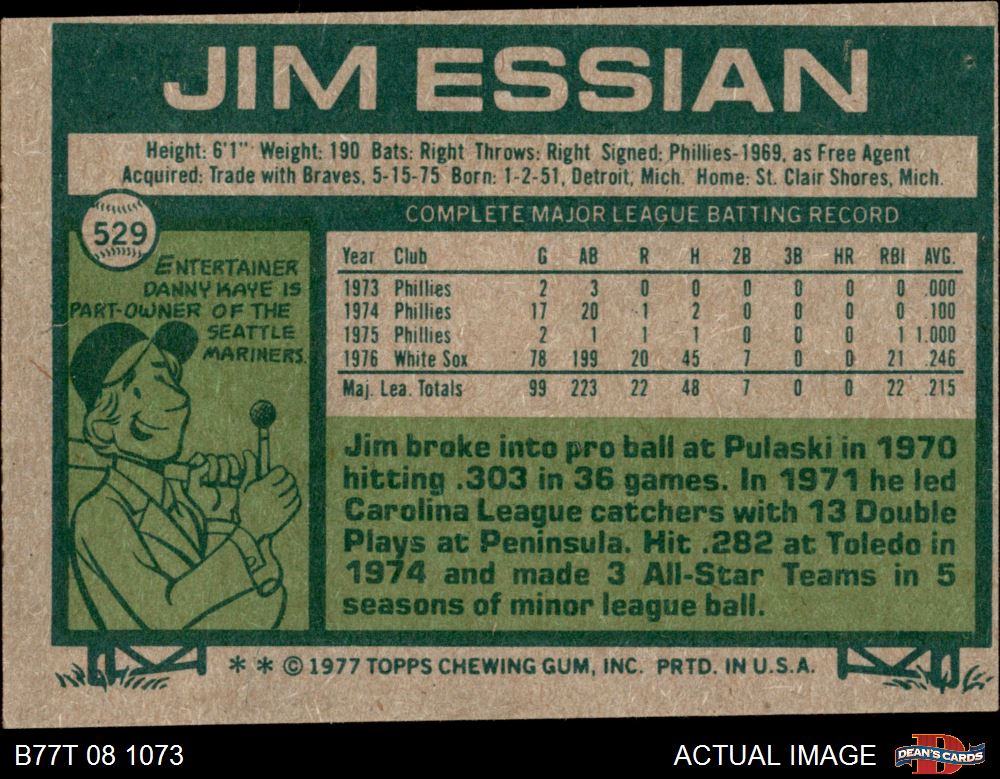 JIM ESSIAN
Height: 6'1" Weight: 190 Bats: Right Throws: Right Signed: Phillies-1969, as Free Agent
Acquired: Trade with Braves, 5-15-75 Born: 1-2-51, Detroit, Mich. Home: St. Clair Shores, Mich.
529
ENTERTAINER
DANNY KAYE IS
PART-OWNER OF THE
SEATTLE
MARINERS.
COMPLETE MAJOR LEAGUE BATTING RECORD
Year Club G AB R H 2B 3B HR RBI AVG.
1973 Phillies 2 3 0 0 0 0 0 0 .000
1974 Phillies 17 20 1 2 0 0 0 0 .100
1975 Phillies 2 1 1 1 0 0 0 1 1.000
1976 White Sox 78 199 20 45 7 0 0 21 .246
Maj. Lea. Totals 99 223 22 48 7 0 0 22 .215
Jim broke into pro ball at Pulaski in 1970
hitting .303 in 36 games. In 1971 he led
Carolina League catchers with 13 Double
Plays at Peninsula. Hit .282 at Toledo in
1974 and made 3 All-Star Teams in 5
seasons of minor league ball.
* * © 1977 TOPPS CHEWING GUM, INC. PRTD. IN U.S.A.
B77T 08 1073 ACTUAL IMAGE D DEAN'S CARDS